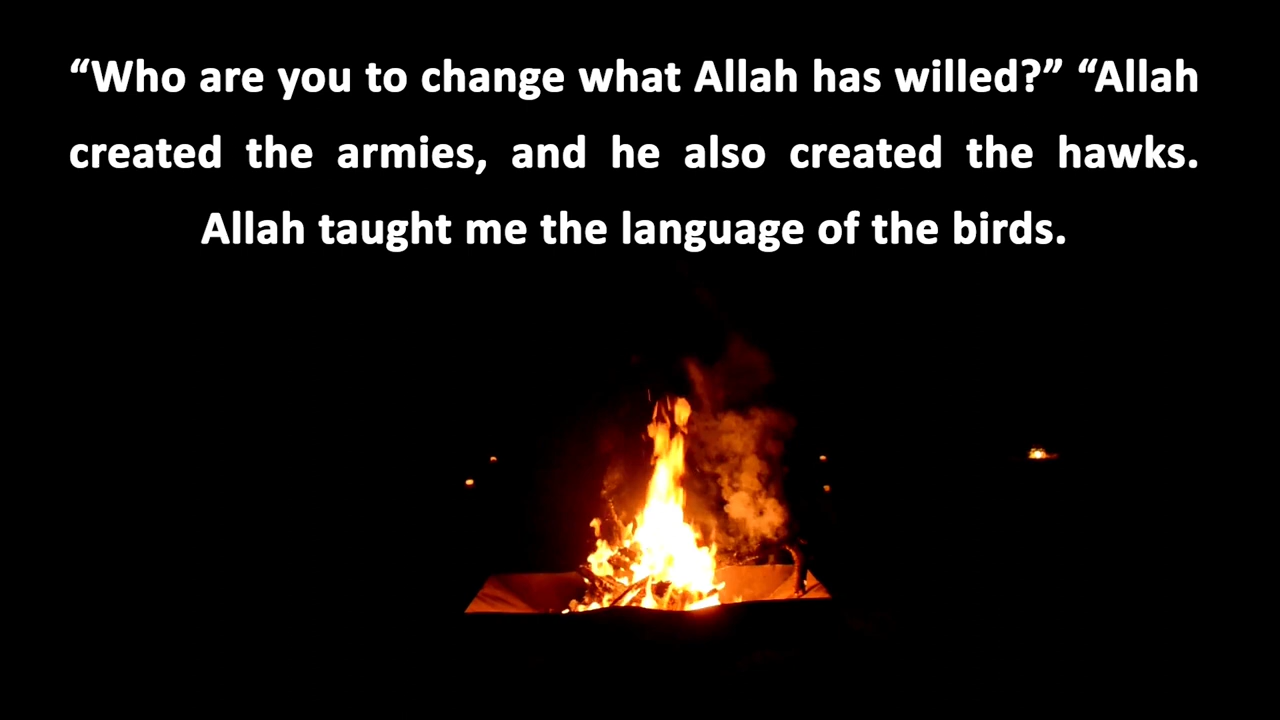 “Who are you to change what Allah has willed?” “Allah
created the armies, and he also created the hawks.
Allah taught me the language of the birds.